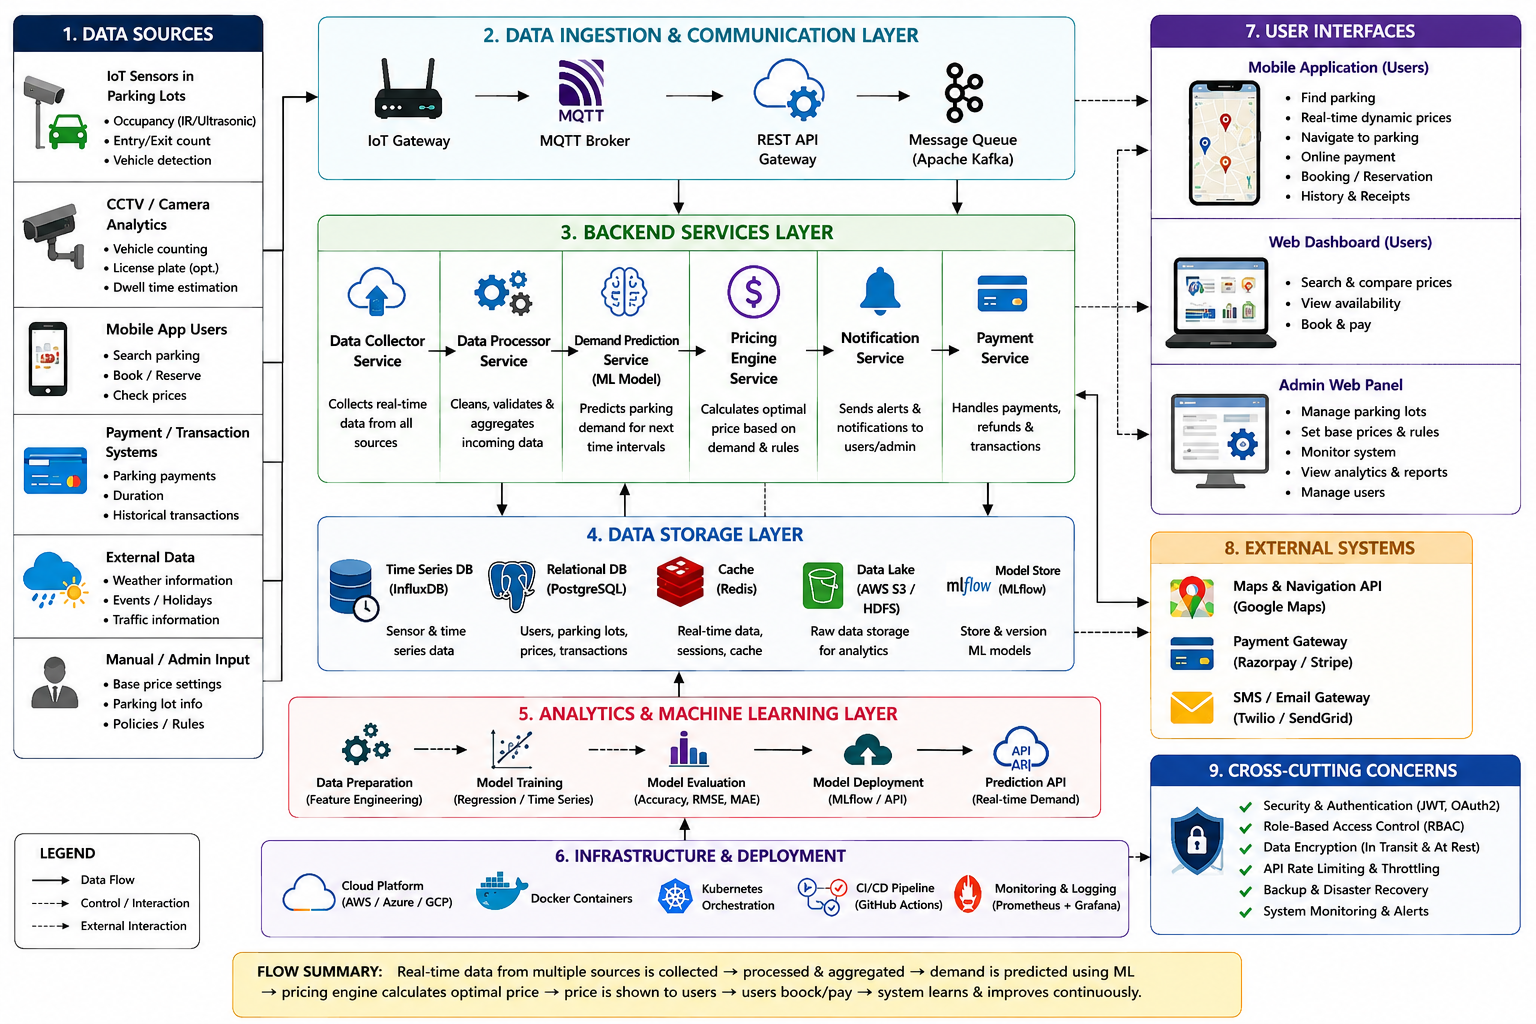 1. DATA SOURCES
IoT Sensors in
Parking Lots
• Occupancy (IR/Ultrasonic)
• Entry/Exit count
• Vehicle detection
CCTV / Camera
Analytics
• Vehicle counting
• License plate (opt.)
• Dwell time estimation
Mobile App Users
• Search parking
• Book / Reserve
• Check prices
Payment / Transaction
Systems
• Parking payments
• Duration
• Historical transactions
External Data
• Weather information
• Events / Holidays
• Traffic information
Manual / Admin Input
• Base price settings
• Parking lot info
• Policies / Rules
2. DATA INGESTION & COMMUNICATION LAYER
IoT Gateway
MQTT
MQTT Broker
REST API
Gateway
Message Queue
(Apache Kafka)
3. BACKEND SERVICES LAYER
Data Collector
Service
Collects real-time
data from all
sources
Data Processor
Service
Cleans, validates &
aggregates
incoming data
Demand Prediction
Service
(ML Model)
Predicts parking
demand for next
time intervals
$
Pricing
Engine
Service
Calculates optimal
price based on
demand & rules
Notification
Service
Sends alerts &
notifications to
users/admin
Payment
Service
Handles payments,
refunds &
transactions
4. DATA STORAGE LAYER
Time Series DB
(InfluxDB)
Sensor & time
series data
Relational DB
(PostgreSQL)
Users, parking lots,
prices, transactions
Cache
(Redis)
Real-time data,
sessions, cache
Data Lake
(AWS S3 /
HDFS)
Raw data storage
for analytics
mlflow
Model Store
(MLflow)
Store & version
ML models
5. ANALYTICS & MACHINE LEARNING LAYER
Data Preparation
(Feature Engineering)
Model Training
(Regression / Time Series)
Model Evaluation
(Accuracy, RMSE, MAE)
Model Deployment
(MLflow / API)
API
ARI
Prediction API
(Real-time Demand)
6. INFRASTRUCTURE & DEPLOYMENT
Cloud Platform
(AWS / Azure / GCP)
Docker Containers
Kubernetes
Orchestration
CI/CD Pipeline
(GitHub Actions)
Monitoring & Logging
(Prometheus + Grafana)
7. USER INTERFACES
Mobile Application (Users)
• Find parking
• Real-time dynamic prices
• Navigate to parking
• Online payment
• Booking / Reservation
• History & Receipts
Web Dashboard (Users)
• Search & compare prices
• View availability
• Book & pay
Admin Web Panel
• Manage parking lots
• Set base prices & rules
• Monitor system
• View analytics & reports
• Manage users
8. EXTERNAL SYSTEMS
Maps & Navigation API
(Google Maps)
Payment Gateway
(Razorpay / Stripe)
SMS / Email Gateway
(Twilio / SendGrid)
9. CROSS-CUTTING CONCERNS
✓ Security & Authentication (JWT, OAuth2)
✓ Role-Based Access Control (RBAC)
✓ Data Encryption (In Transit & At Rest)
✓ API Rate Limiting & Throttling
✓ Backup & Disaster Recovery
✓ System Monitoring & Alerts
LEGEND
Data Flow
Control / Interaction
External Interaction
FLOW SUMMARY: Real-time data from multiple sources is collected → processed & aggregated → demand is predicted using ML
→ pricing engine calculates optimal price → price is shown to users → users boock/pay → system learns & improves continuously.